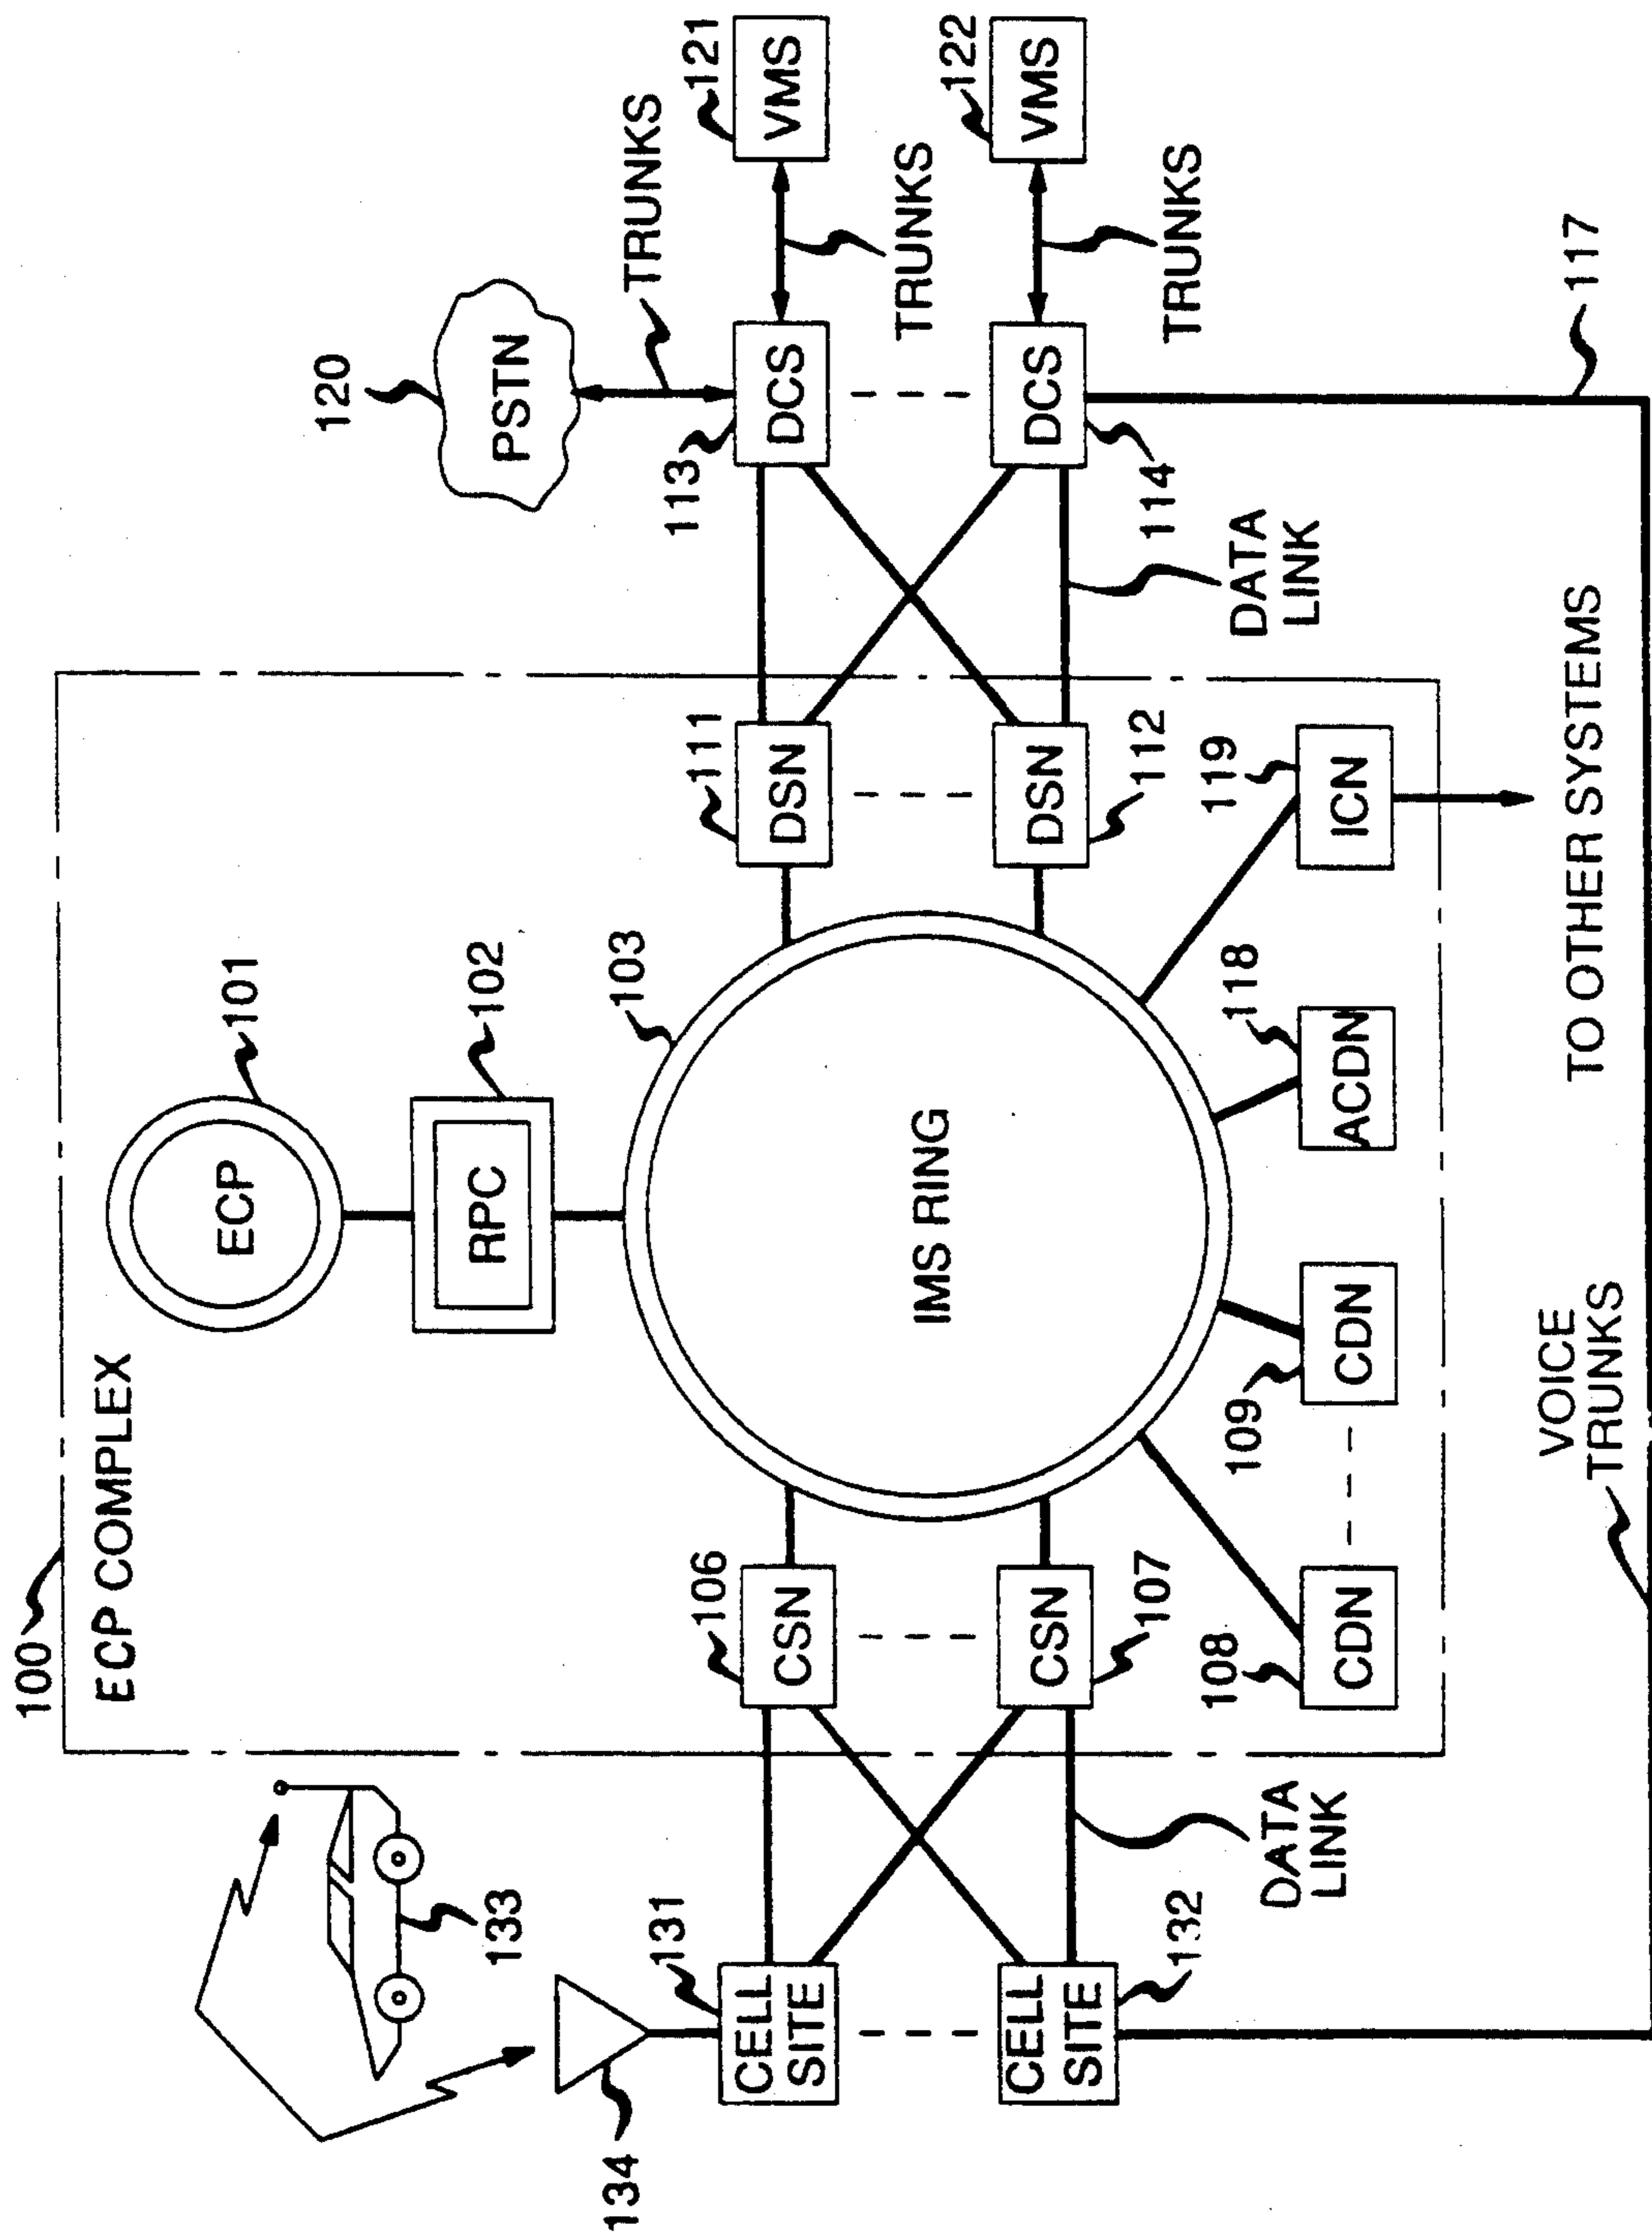 100
ECP COMPLEX
ECP
101
RPC
102
103
IMS RING
120
PSTN
TRUNKS
133
134
131
CELL
SITE
CELL
SITE
132
DATA
LINK
106
CSN
CSN
107
111
DSN
DSN
112
113
DCS
DCS
114
DATA
LINK
TRUNKS
TRUNKS
121
VMS
122
VMS
108
CDN
109
CDN
118
ACDN
119
ICN
TO OTHER SYSTEMS
VOICE
TRUNKS
117